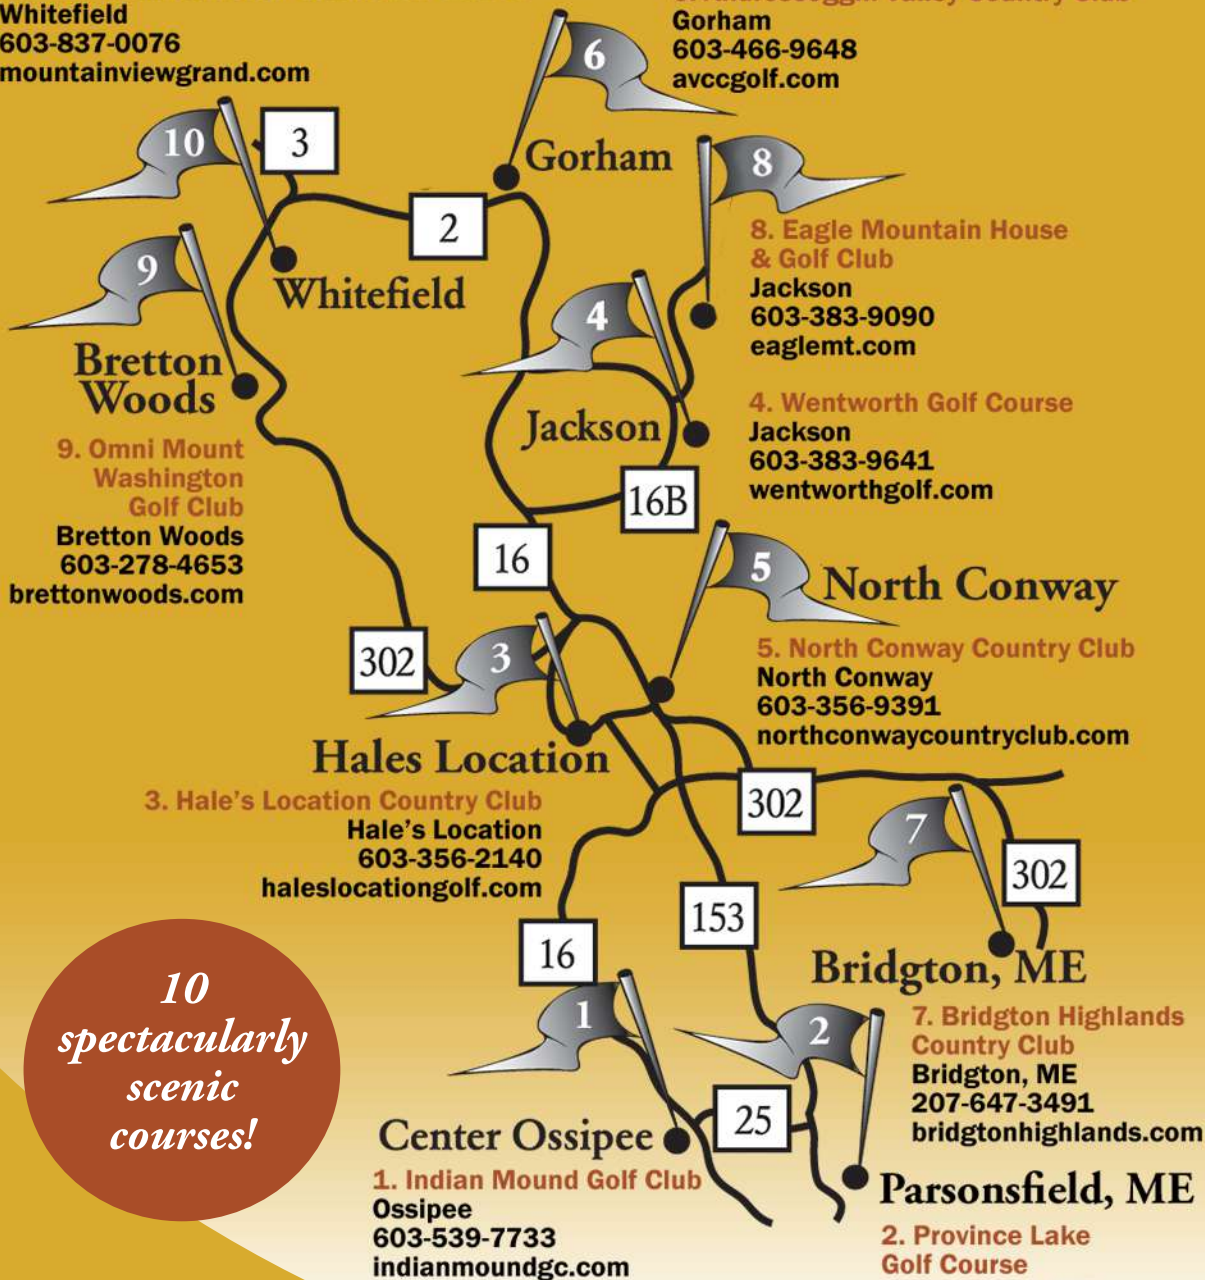 Whitefield
603-837-0076
mountainviewgrand.com
Gorham
603-466-9648
avccgolf.com
6
10
3
Gorham
8
2
9
Whitefield
8. Eagle Mountain House
& Golf Club
Jackson
603-383-9090
eaglemt.com
4
Bretton
Woods
Jackson
4. Wentworth Golf Course
Jackson
603-383-9641
wentworthgolf.com
9. Omni Mount
Washington
Golf Club
Bretton Woods
603-278-4653
brettonwoods.com
16B
16
5
North Conway
302
3
5. North Conway Country Club
North Conway
603-356-9391
northconwaycountryclub.com
Hales Location
3. Hale's Location Country Club
Hale's Location
603-356-2140
haleslocationgolf.com
302
7
302
153
16
Bridgton, ME
10
spectacularly
scenic
courses!
1
2
7. Bridgton Highlands
Country Club
Bridgton, ME
207-647-3491
bridgtonhighlands.com
25
Center Ossipee
1. Indian Mound Golf Club
Ossipee
603-539-7733
indianmoundgc.com
Parsonsfield, ME
2. Province Lake
Golf Course